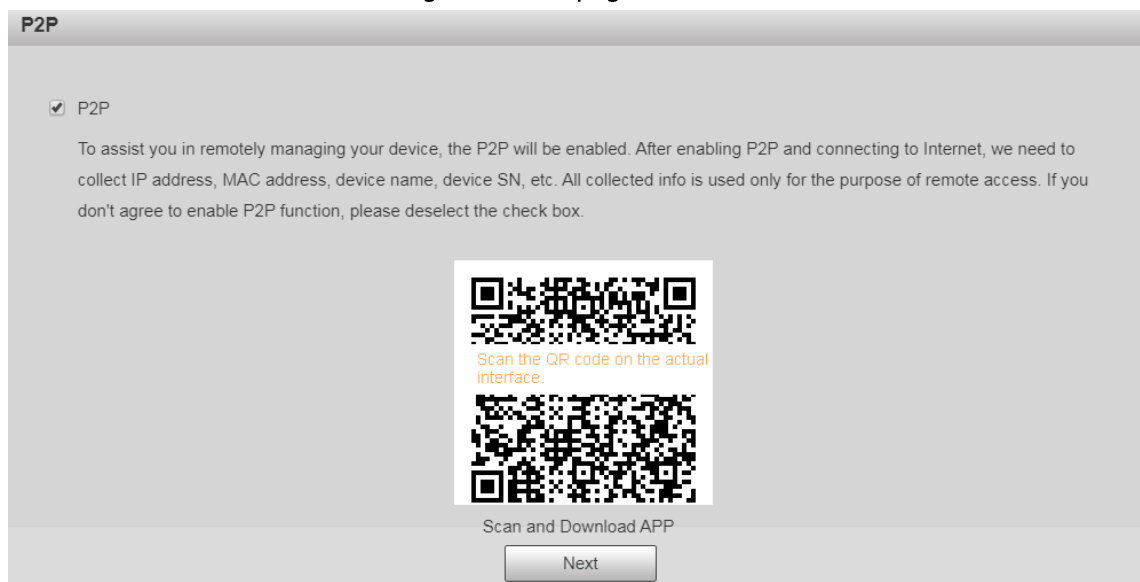 P2P
P2P
To assist you in remotely managing your device, the P2P will be enabled. After enabling P2P and connecting to Internet, we need to
collect IP address, MAC address, device name, device SN, etc. All collected info is used only for the purpose of remote access. If you
don't agree to enable P2P function, please deselect the check box.
Scan the QR code on the actual
interface.
Scan and Download APP
Next